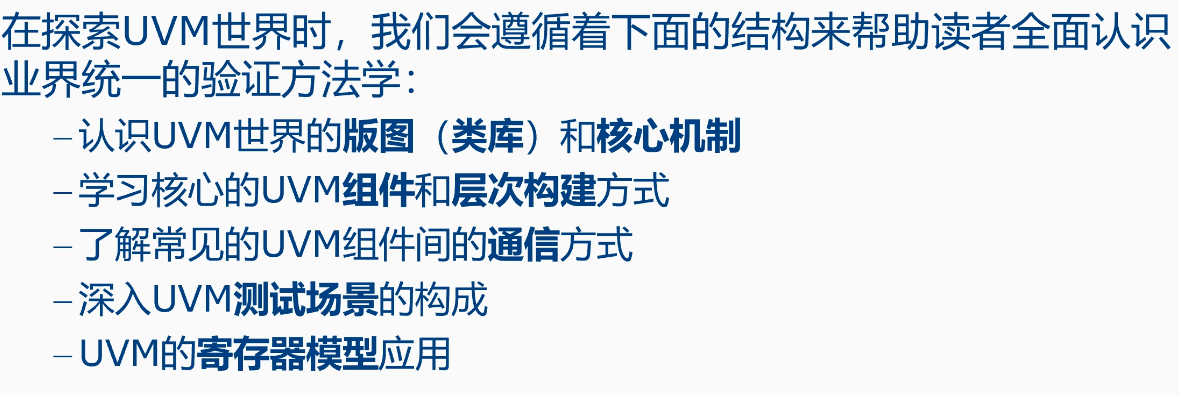 在探索UVM世界时，我们会遵循着下面的结构来帮助读者全面认识
业界统一的验证方法学：
–认识UVM世界的版图（类库）和核心机制
–学习核心的UVM组件和层次构建方式
–了解常见的UVM组件间的通信方式
–深入UVM测试场景的构成
–UVM的寄存器模型应用